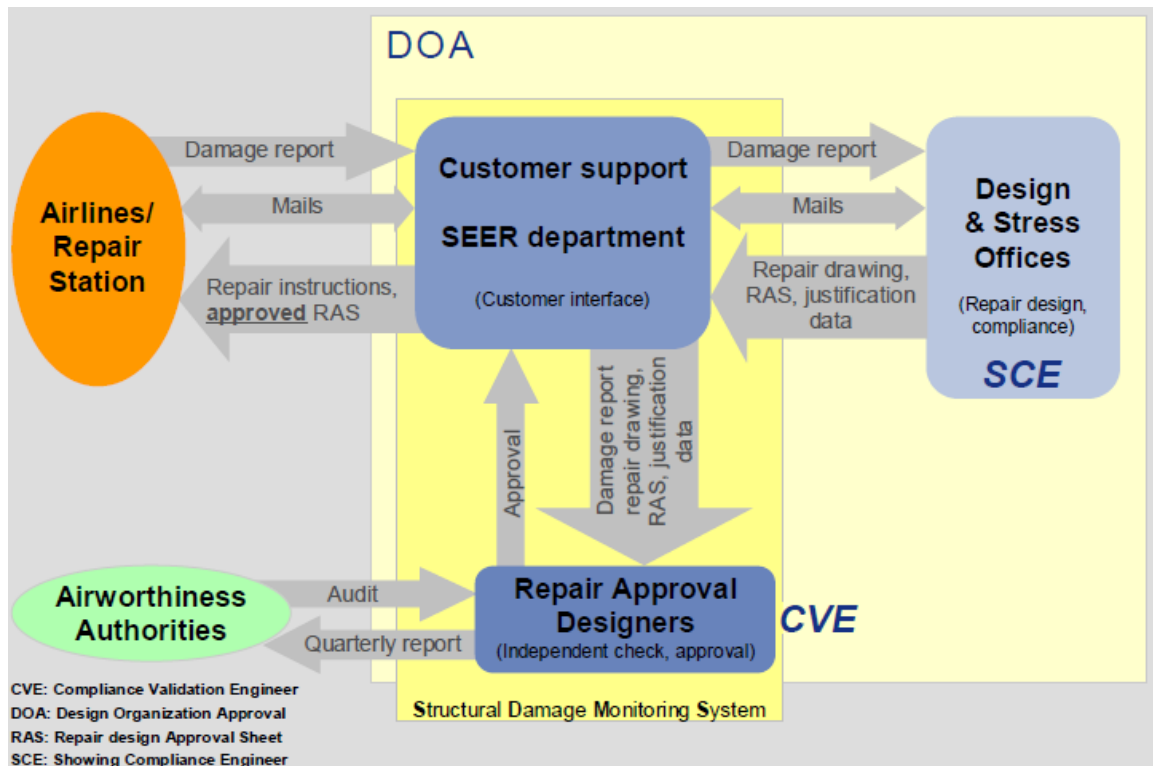 DOA
Damage report
Mails
Repair instructions,
approved RAS
Airlines/
Repair
Station
Customer support
SEER department
(Customer interface)
Damage report
Mails
Repair drawing,
RAS, justification
data
Design
& Stress
Offices
(Repair design,
compliance)
SCE
Approval
Damage report
repair drawing,
RAS, justification
data
Airworthiness
Authorities
Audit
Quarterly report
Repair Approval
Designers
(Independent check, approval)
CVE
Structural Damage Monitoring System
CVE: Compliance Validation Engineer
DOA: Design Organization Approval
RAS: Repair design Approval Sheet
SCE: Showing Compliance Engineer